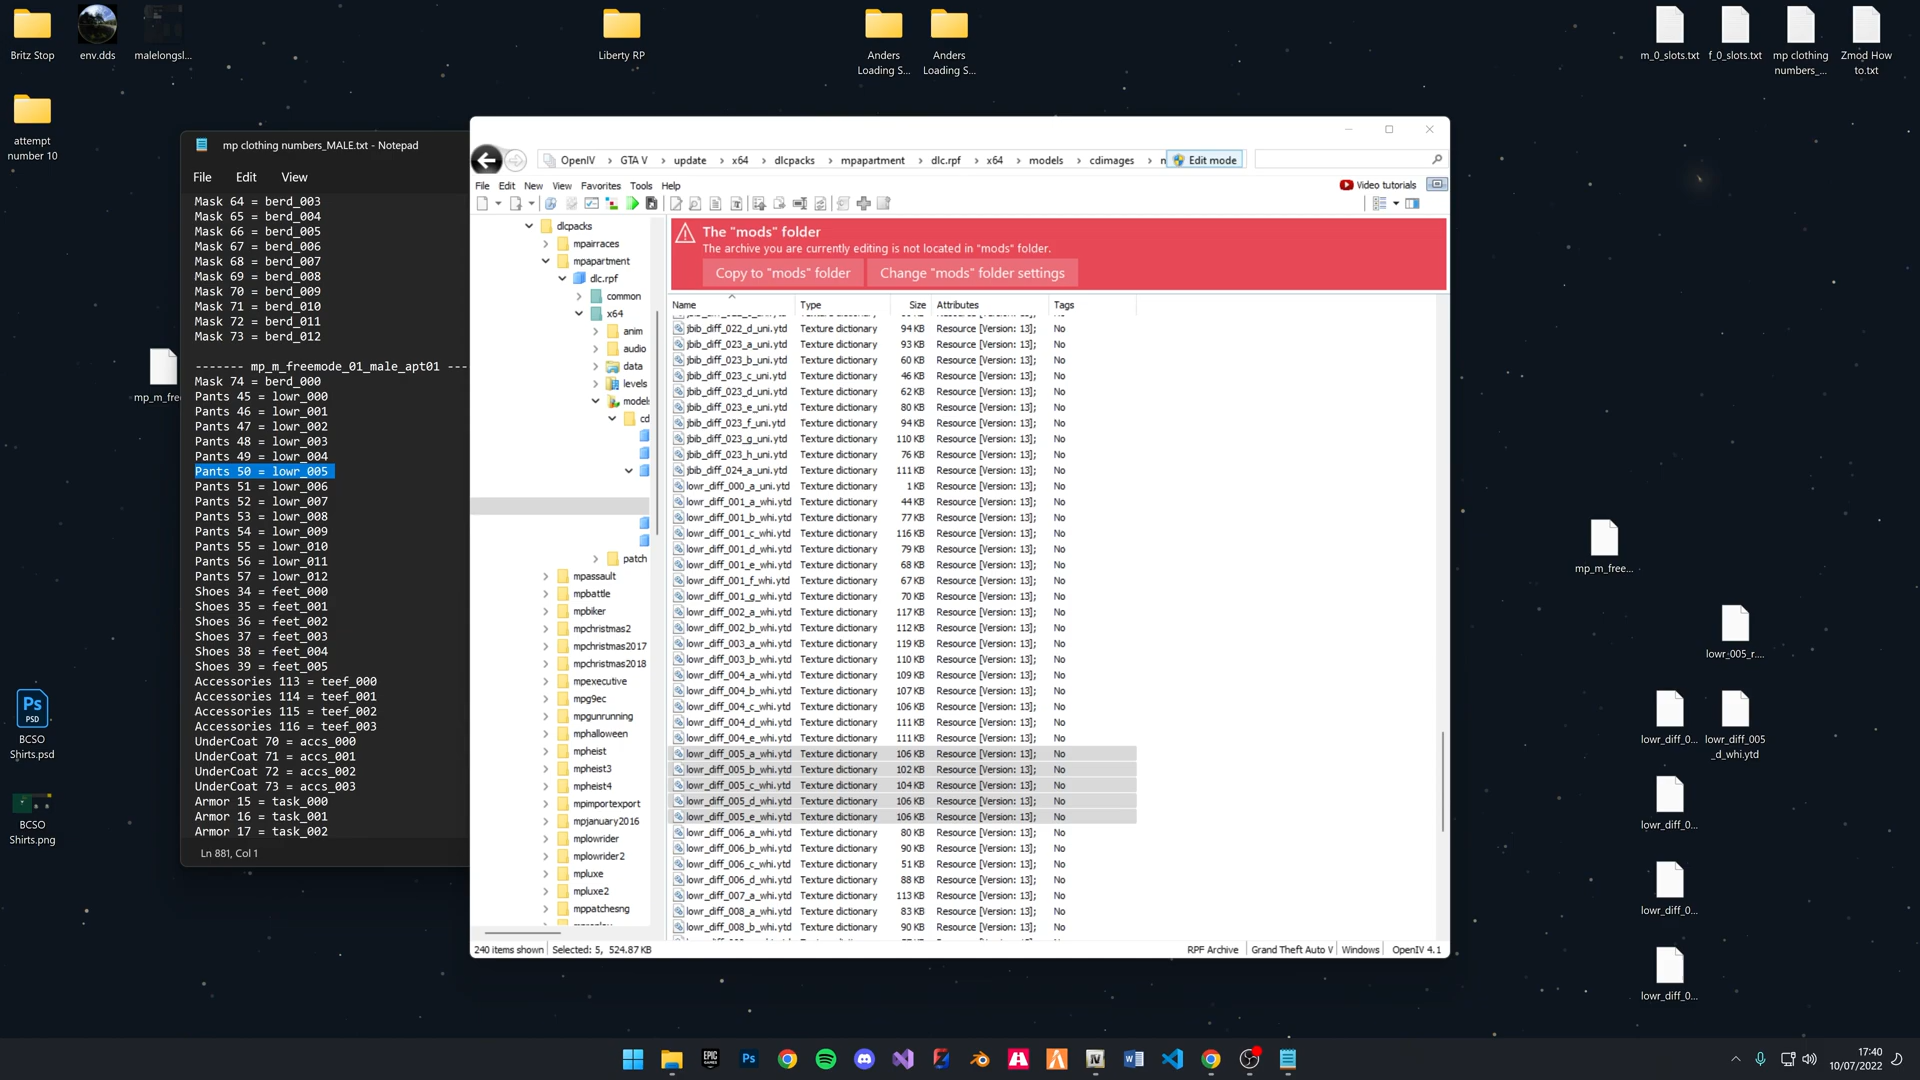 Britz Stop
env.dds
malelongsl...
Liberty RP
Anders
Loading S...
Anders
Loading S...
m_0_slots.txt
f_0_slots.txt
mp clothing
numbers_...
Zmod How
to.txt
attempt
number 10
mp_m_fre
BCSO
Shirts.psd
BCSO
Shirts.png
mp clothing numbers_MALE.txt - Notepad
File Edit View
Mask 64 = berd_003
Mask 65 = berd_004
Mask 66 = berd_005
Mask 67 = berd_006
Mask 68 = berd_007
Mask 69 = berd_008
Mask 70 = berd_009
Mask 71 = berd_010
Mask 72 = berd_011
Mask 73 = berd_012
------- mp_m_freemode_01_male_apt01 ---
Mask 74 = berd_000
Pants 45 = lowr_000
Pants 46 = lowr_001
Pants 47 = lowr_002
Pants 48 = lowr_003
Pants 49 = lowr_004
Pants 50 = lowr_005
Pants 51 = lowr_006
Pants 52 = lowr_007
Pants 53 = lowr_008
Pants 54 = lowr_009
Pants 55 = lowr_010
Pants 56 = lowr_011
Pants 57 = lowr_012
Shoes 34 = feet_000
Shoes 35 = feet_001
Shoes 36 = feet_002
Shoes 37 = feet_003
Shoes 38 = feet_004
Shoes 39 = feet_005
Accessories 113 = teef_000
Accessories 114 = teef_001
Accessories 115 = teef_002
Accessories 116 = teef_003
UnderCoat 70 = accs_000
UnderCoat 71 = accs_001
UnderCoat 72 = accs_002
UnderCoat 73 = accs_003
Armor 15 = task_000
Armor 16 = task_001
Armor 17 = task_002
Ln 881, Col 1
OpenIV › GTA V › update › x64 › dlcpacks › mpapartment › dlc.rpf › x64 › models › cdimages › Edit mode
File Edit New View Favorites Tools Help
Video tutorials
dlcpacks
mpairraces
mpapartment
dlc.rpf
common
x64
anim
audio
data
levels
models
cd
patch
mpassault
mpbattle
mpbiker
mpchristmas2
mpchristmas2017
mpchristmas2018
mpexecutive
mpg9ec
mpgunrunning
mphalloween
mpheist
mpheist3
mpheist4
mpimportexport
mpjanuary2016
mplowrider
mplowrider2
mpluxe
mpluxe2
mppatchesng
The "mods" folder
The archive you are currently editing is not located in "mods" folder.
Copy to "mods" folder
Change "mods" folder settings
Name Type Size Attributes Tags
jbib_diff_022_d_uni.ytd Texture dictionary 94 KB Resource [Version: 13]; No
jbib_diff_023_a_uni.ytd Texture dictionary 93 KB Resource [Version: 13]; No
jbib_diff_023_b_uni.ytd Texture dictionary 60 KB Resource [Version: 13]; No
jbib_diff_023_c_uni.ytd Texture dictionary 46 KB Resource [Version: 13]; No
jbib_diff_023_d_uni.ytd Texture dictionary 62 KB Resource [Version: 13]; No
jbib_diff_023_e_uni.ytd Texture dictionary 80 KB Resource [Version: 13]; No
jbib_diff_023_f_uni.ytd Texture dictionary 94 KB Resource [Version: 13]; No
jbib_diff_023_g_uni.ytd Texture dictionary 110 KB Resource [Version: 13]; No
jbib_diff_023_h_uni.ytd Texture dictionary 76 KB Resource [Version: 13]; No
jbib_diff_024_a_uni.ytd Texture dictionary 111 KB Resource [Version: 13]; No
lowr_diff_000_a_uni.ytd Texture dictionary 1 KB Resource [Version: 13]; No
lowr_diff_001_a_whi.ytd Texture dictionary 44 KB Resource [Version: 13]; No
lowr_diff_001_b_whi.ytd Texture dictionary 77 KB Resource [Version: 13]; No
lowr_diff_001_c_whi.ytd Texture dictionary 116 KB Resource [Version: 13]; No
lowr_diff_001_d_whi.ytd Texture dictionary 79 KB Resource [Version: 13]; No
lowr_diff_001_e_whi.ytd Texture dictionary 68 KB Resource [Version: 13]; No
lowr_diff_001_f_whi.ytd Texture dictionary 67 KB Resource [Version: 13]; No
lowr_diff_001_g_whi.ytd Texture dictionary 70 KB Resource [Version: 13]; No
lowr_diff_002_a_whi.ytd Texture dictionary 117 KB Resource [Version: 13]; No
lowr_diff_002_b_whi.ytd Texture dictionary 112 KB Resource [Version: 13]; No
lowr_diff_003_a_whi.ytd Texture dictionary 119 KB Resource [Version: 13]; No
lowr_diff_003_b_whi.ytd Texture dictionary 110 KB Resource [Version: 13]; No
lowr_diff_004_a_whi.ytd Texture dictionary 109 KB Resource [Version: 13]; No
lowr_diff_004_b_whi.ytd Texture dictionary 107 KB Resource [Version: 13]; No
lowr_diff_004_c_whi.ytd Texture dictionary 106 KB Resource [Version: 13]; No
lowr_diff_004_d_whi.ytd Texture dictionary 111 KB Resource [Version: 13]; No
lowr_diff_004_e_whi.ytd Texture dictionary 111 KB Resource [Version: 13]; No
lowr_diff_005_a_whi.ytd Texture dictionary 106 KB Resource [Version: 13]; No
lowr_diff_005_b_whi.ytd Texture dictionary 102 KB Resource [Version: 13]; No
lowr_diff_005_c_whi.ytd Texture dictionary 104 KB Resource [Version: 13]; No
lowr_diff_005_d_whi.ytd Texture dictionary 106 KB Resource [Version: 13]; No
lowr_diff_005_e_whi.ytd Texture dictionary 106 KB Resource [Version: 13]; No
lowr_diff_006_a_whi.ytd Texture dictionary 80 KB Resource [Version: 13]; No
lowr_diff_006_b_whi.ytd Texture dictionary 90 KB Resource [Version: 13]; No
lowr_diff_006_c_whi.ytd Texture dictionary 51 KB Resource [Version: 13]; No
lowr_diff_006_d_whi.ytd Texture dictionary 88 KB Resource [Version: 13]; No
lowr_diff_007_a_whi.ytd Texture dictionary 113 KB Resource [Version: 13]; No
lowr_diff_008_a_whi.ytd Texture dictionary 83 KB Resource [Version: 13]; No
lowr_diff_008_b_whi.ytd Texture dictionary 90 KB Resource [Version: 13]; No
240 items shown Selected: 5, 524.87 KB RPF Archive Grand Theft Auto V Windows OpenIV 4.1
mp_m_free...
lowr-005_r....
lowr_diff_0...
lowr_diff_005
_d_whi.ytd
lowr_diff_0...
lowr_diff_0...
lowr_diff_0...
17:40
10/07/2022